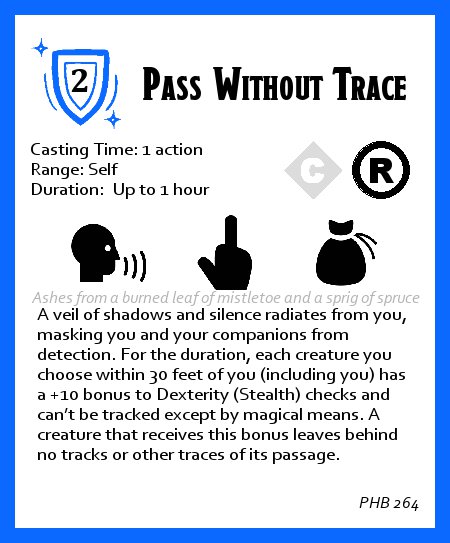 2
Pass Without Trace
Casting Time: 1 action
Range: Self
Duration: Up to 1 hour
C
R
Ashes from a burned leaf of mistletoe and a sprig of spruce
A veil of shadows and silence radiates from you,
masking you and your companions from
detection. For the duration, each creature you
choose within 30 feet of you (including you) has
a +10 bonus to Dexterity (Stealth) checks and
can't be tracked except by magical means. A
creature that receives this bonus leaves behind
no tracks or other traces of its passage.
PHB 264